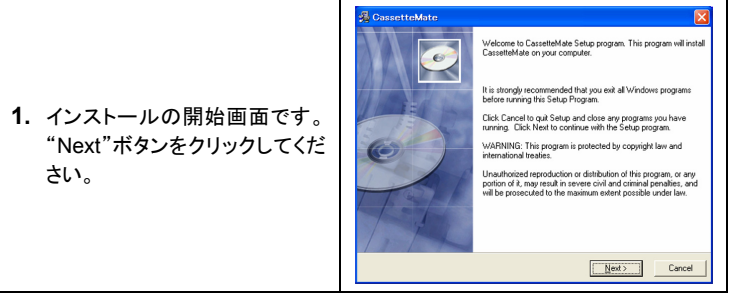 1. インストールの開始画面です。
“Next”ボタンをクリックしてくだ
さい。
CassetteMate
Welcome to CassetteMate Setup program. This program will install
CassetteMate on your computer.
It is strongly recommended that you exit all Windows programs
before running this Setup Program.
Click Cancel to quit Setup and close any programs you have
running. Click Next to continue with the Setup program.
WARNING: This program is protected by copyright law and
international treaties.
Unauthorized reproduction or distribution of this program, or any
portion of it, may result in severe civil and criminal penalties, and
will be prosecuted to the maximum extent possible under law.
Next >
Cancel